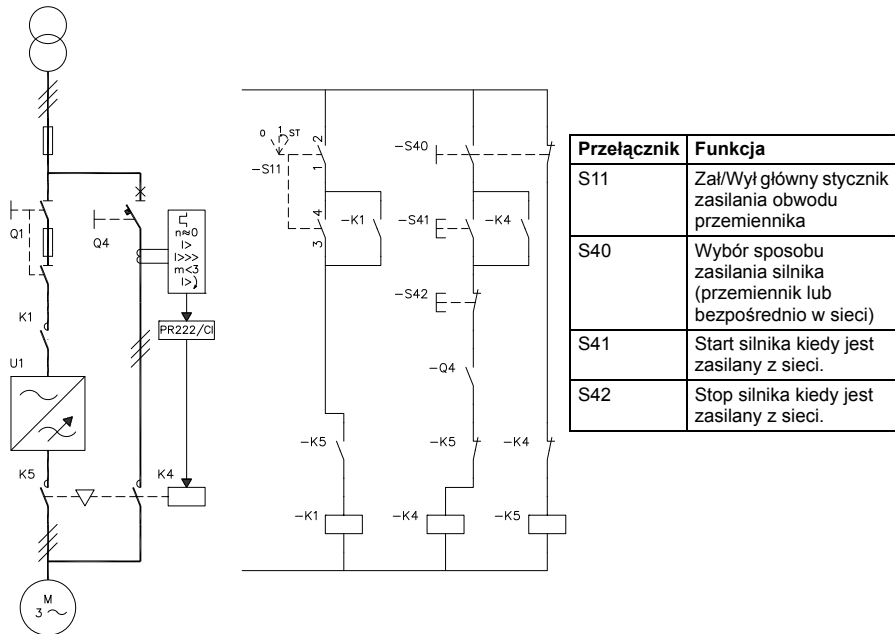 Q1
Q4
n≈0
I>
I>>>
m<3
I>
K1
PR222/CI
U1
K5
K4
M
3
0
1
ST
-S11
2
1
4
3
-K1
-K5
-K1
-S40
-S41
-K4
-S42
-Q4
-K5
-K4
-K4
-K5
Przełącznik Funkcja
S11 Zał/Wył główny stycznik
zasilania obwodu
przemiennika
S40 Wybór sposobu
zasilania silnika
(przemiennik lub
bezpośrednio w sieci)
S41 Start silnika kiedy jest
zasilany z sieci.
S42 Stop silnika kiedy jest
zasilany z sieci.